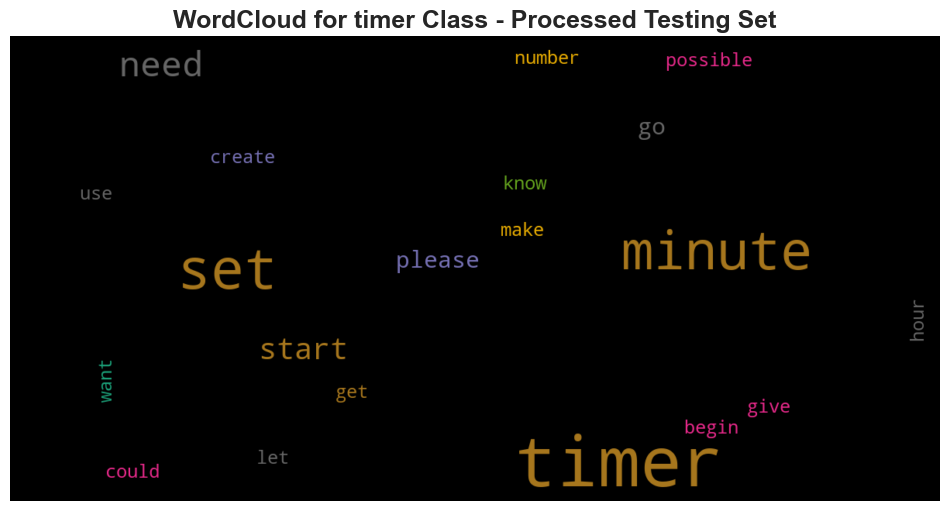 WordCloud for timer Class - Processed Testing Set
need
number
possible
go
create
know
use
make
set
please
minute
hour
start
want
get
give
begin
let
timer
could